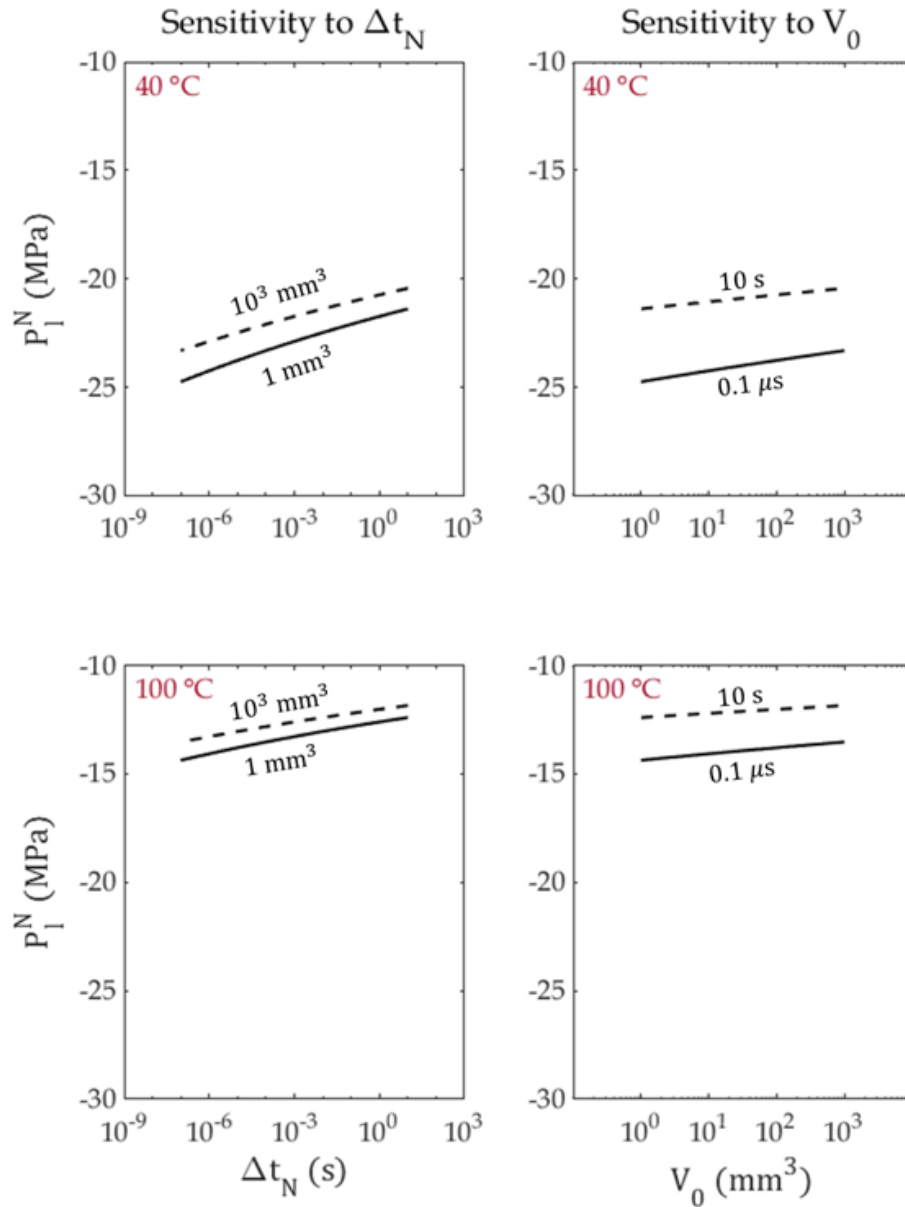 Sensitivity to Δt_N
Sensitivity to V_0
-10
-15
-20
-25
-30
P_l^N (MPa)
40 °C
10^3 mm^3
1 mm^3
10^-9
10^-6
10^-3
10^0
10^3
-10
-15
-20
-25
-30
40 °C
10 s
0.1 μs
10^0
10^1
10^2
10^3
-10
-15
-20
-25
-30
P_l^N (MPa)
100 °C
10^3 mm^3
1 mm^3
10^-9
10^-6
10^-3
10^0
10^3
Δt_N (s)
-10
-15
-20
-25
-30
100 °C
10 s
0.1 μs
10^0
10^1
10^2
10^3
V_0 (mm^3)